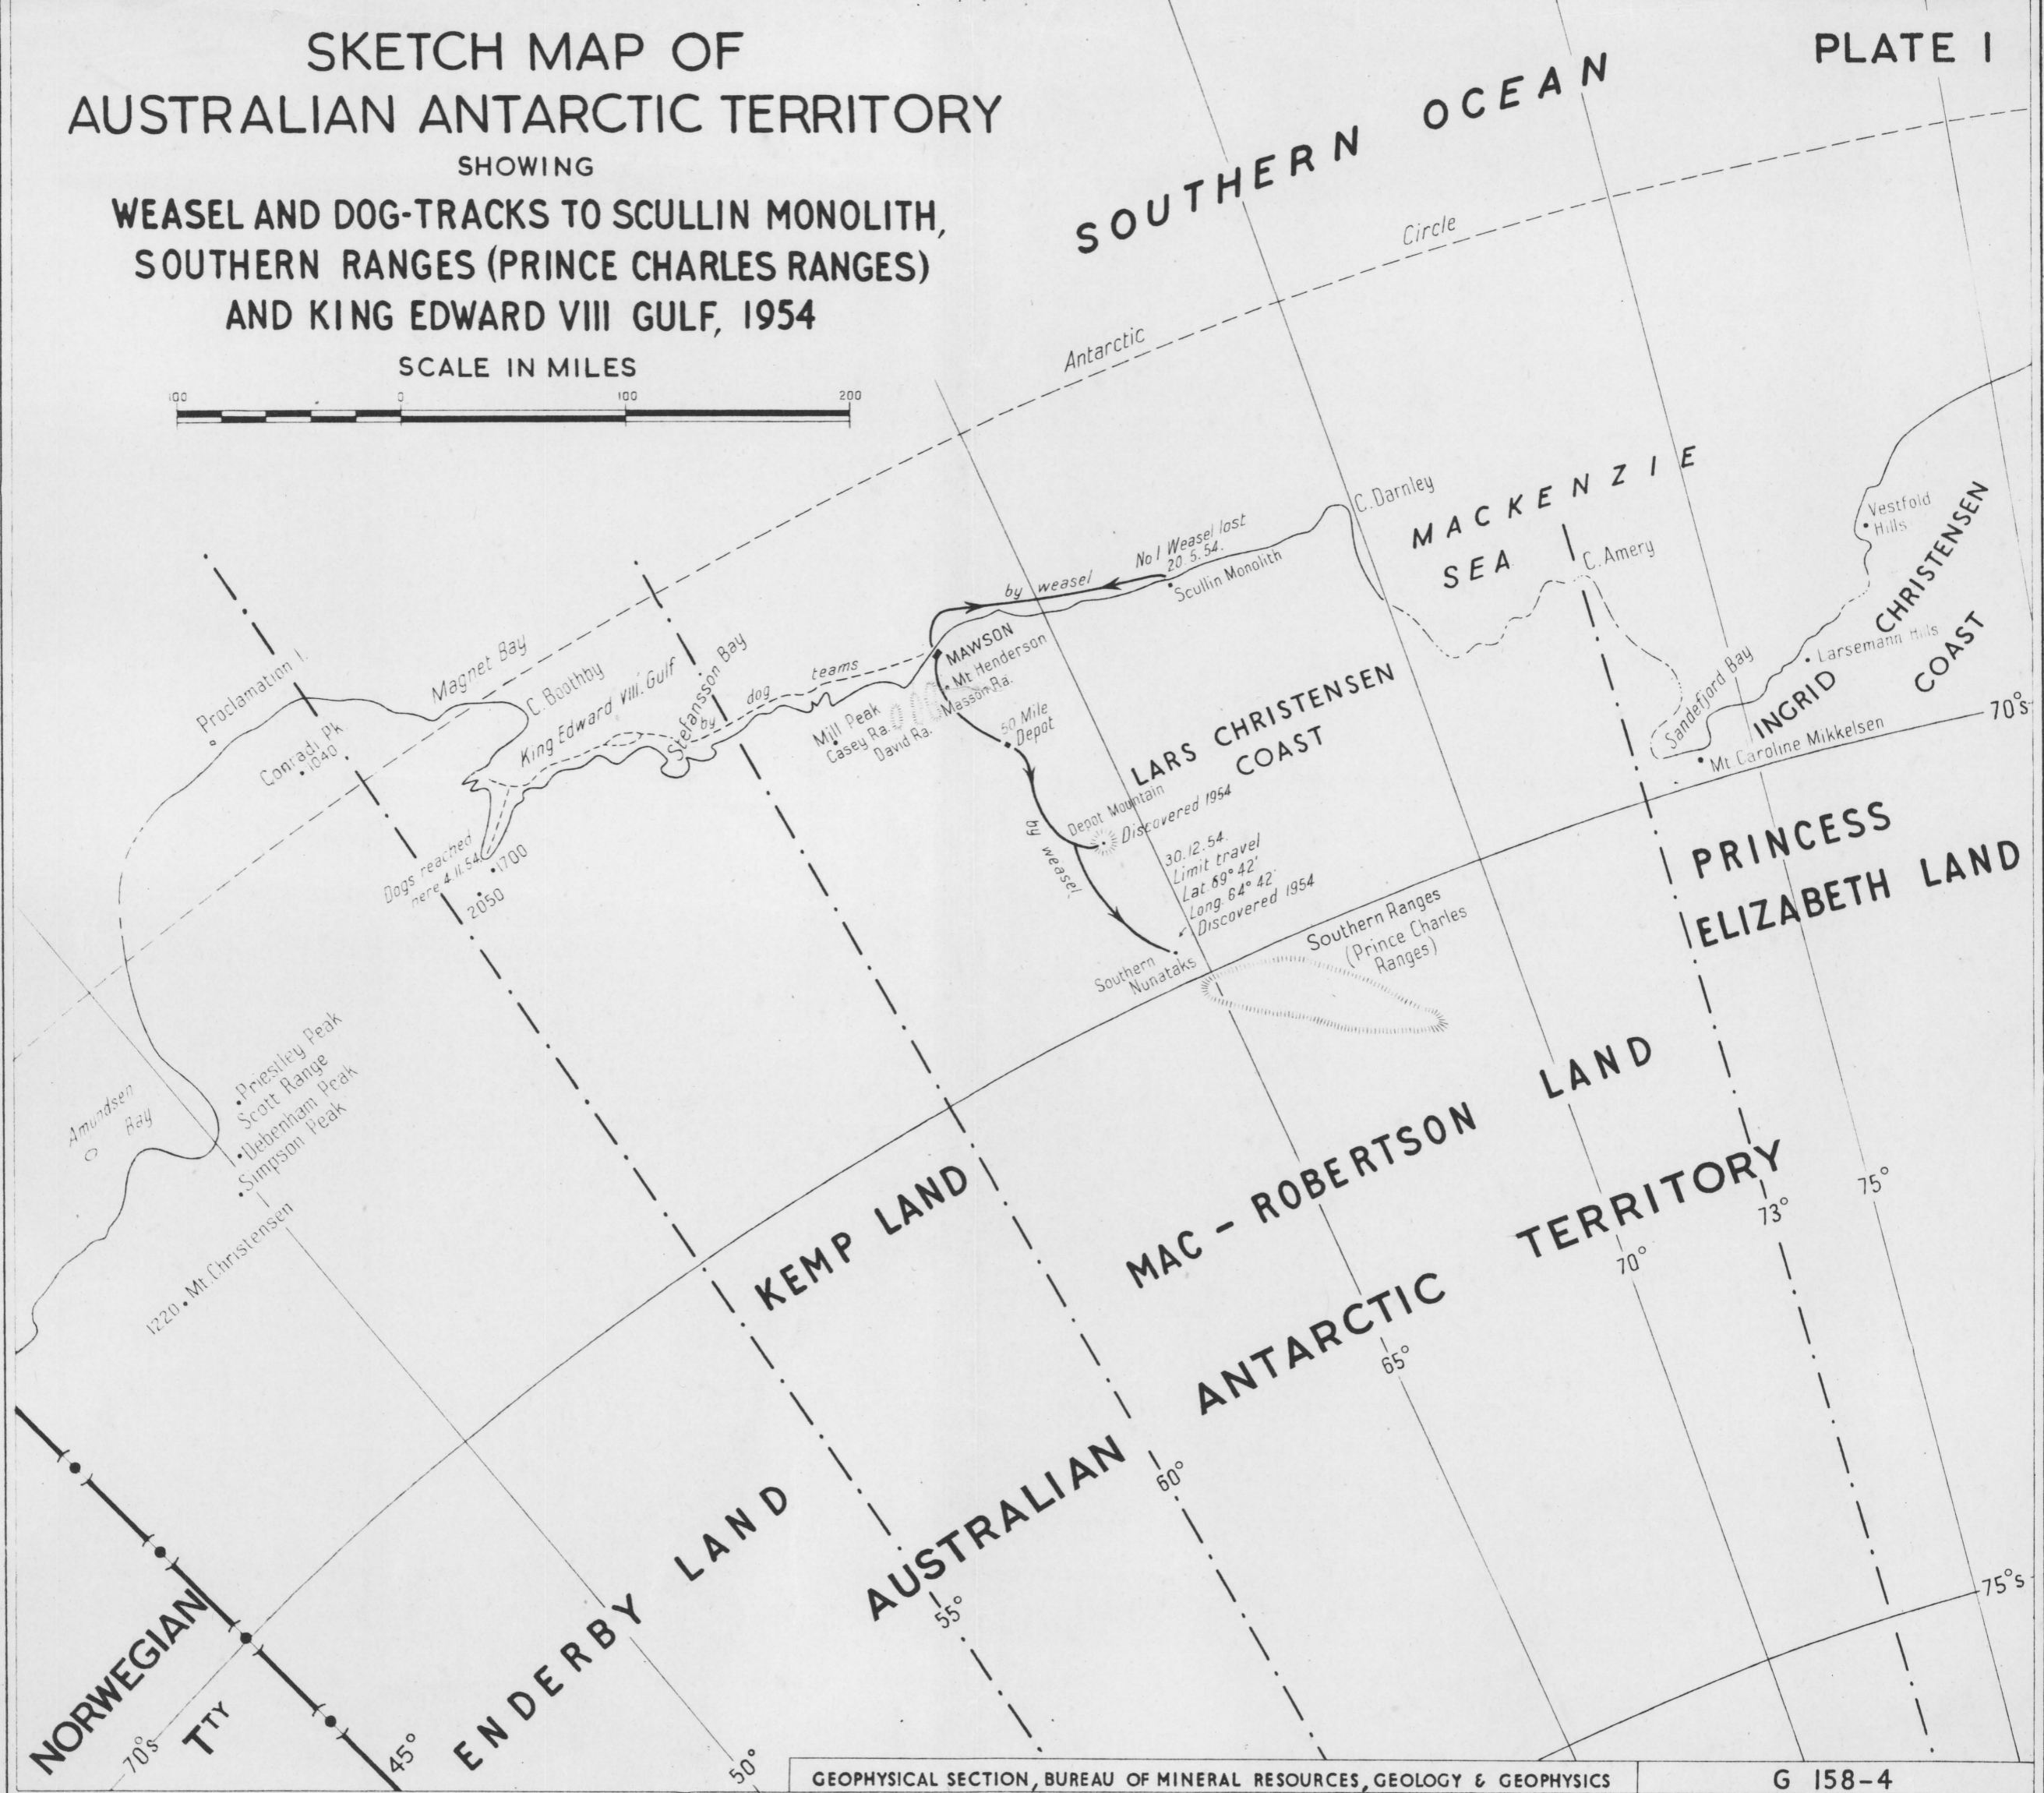 SKETCH MAP OF
AUSTRALIAN ANTARCTIC TERRITORY
SHOWING
WEASEL AND DOG-TRACKS TO SCULLIN MONOLITH,
SOUTHERN RANGES (PRINCE CHARLES RANGES)
AND KING EDWARD VIII GULF, 1954
SCALE IN MILES
100 0 100 200
PLATE 1
SOUTHERN OCEAN
Antarctic Circle
MACKENZIE
SEA
C. Darnley
C. Amery
Vestfold
Hills
INGRID CHRISTENSEN
COAST
Larsemann Hills
Sandefjord Bay
Mt Caroline Mikkelsen
70°s
No 1 Weasel lost
20.5.54.
by weasel
Scullin Monolith
MAWSON
Mt Henderson
Masson Ra.
Mill Peak
Casey Ra.
David Ra.
by dog teams
Stefansson Bay
King Edward VIII Gulf
C. Boothby
Magnet Bay
Proclamation I.
Conradi Pk
1040
Dogs reached
here 4.11.54
1700
2050
50 Mile
Depot
by weasel
LARS CHRISTENSEN
COAST
Depot Mountain
Discovered 1954
30.12.54.
Limit travel
Lat. 69° 42'
Long. 64° 42'
Discovered 1954
Southern
Nunataks
Southern Ranges
(Prince Charles
Ranges)
PRINCESS
ELIZABETH LAND
Amundsen
Bay
Priestley Peak
Scott Range
Debenham Peak
Simpson Peak
1220 Mt. Christensen
KEMP LAND
MAC-ROBERTSON LAND
ENDERBY LAND
AUSTRALIAN ANTARCTIC TERRITORY
NORWEGIAN
TTY
70°s
45°
50°
55°
60°
65°
70°
73°
75°
75°s
GEOPHYSICAL SECTION, BUREAU OF MINERAL RESOURCES, GEOLOGY & GEOPHYSICS
G 158-4